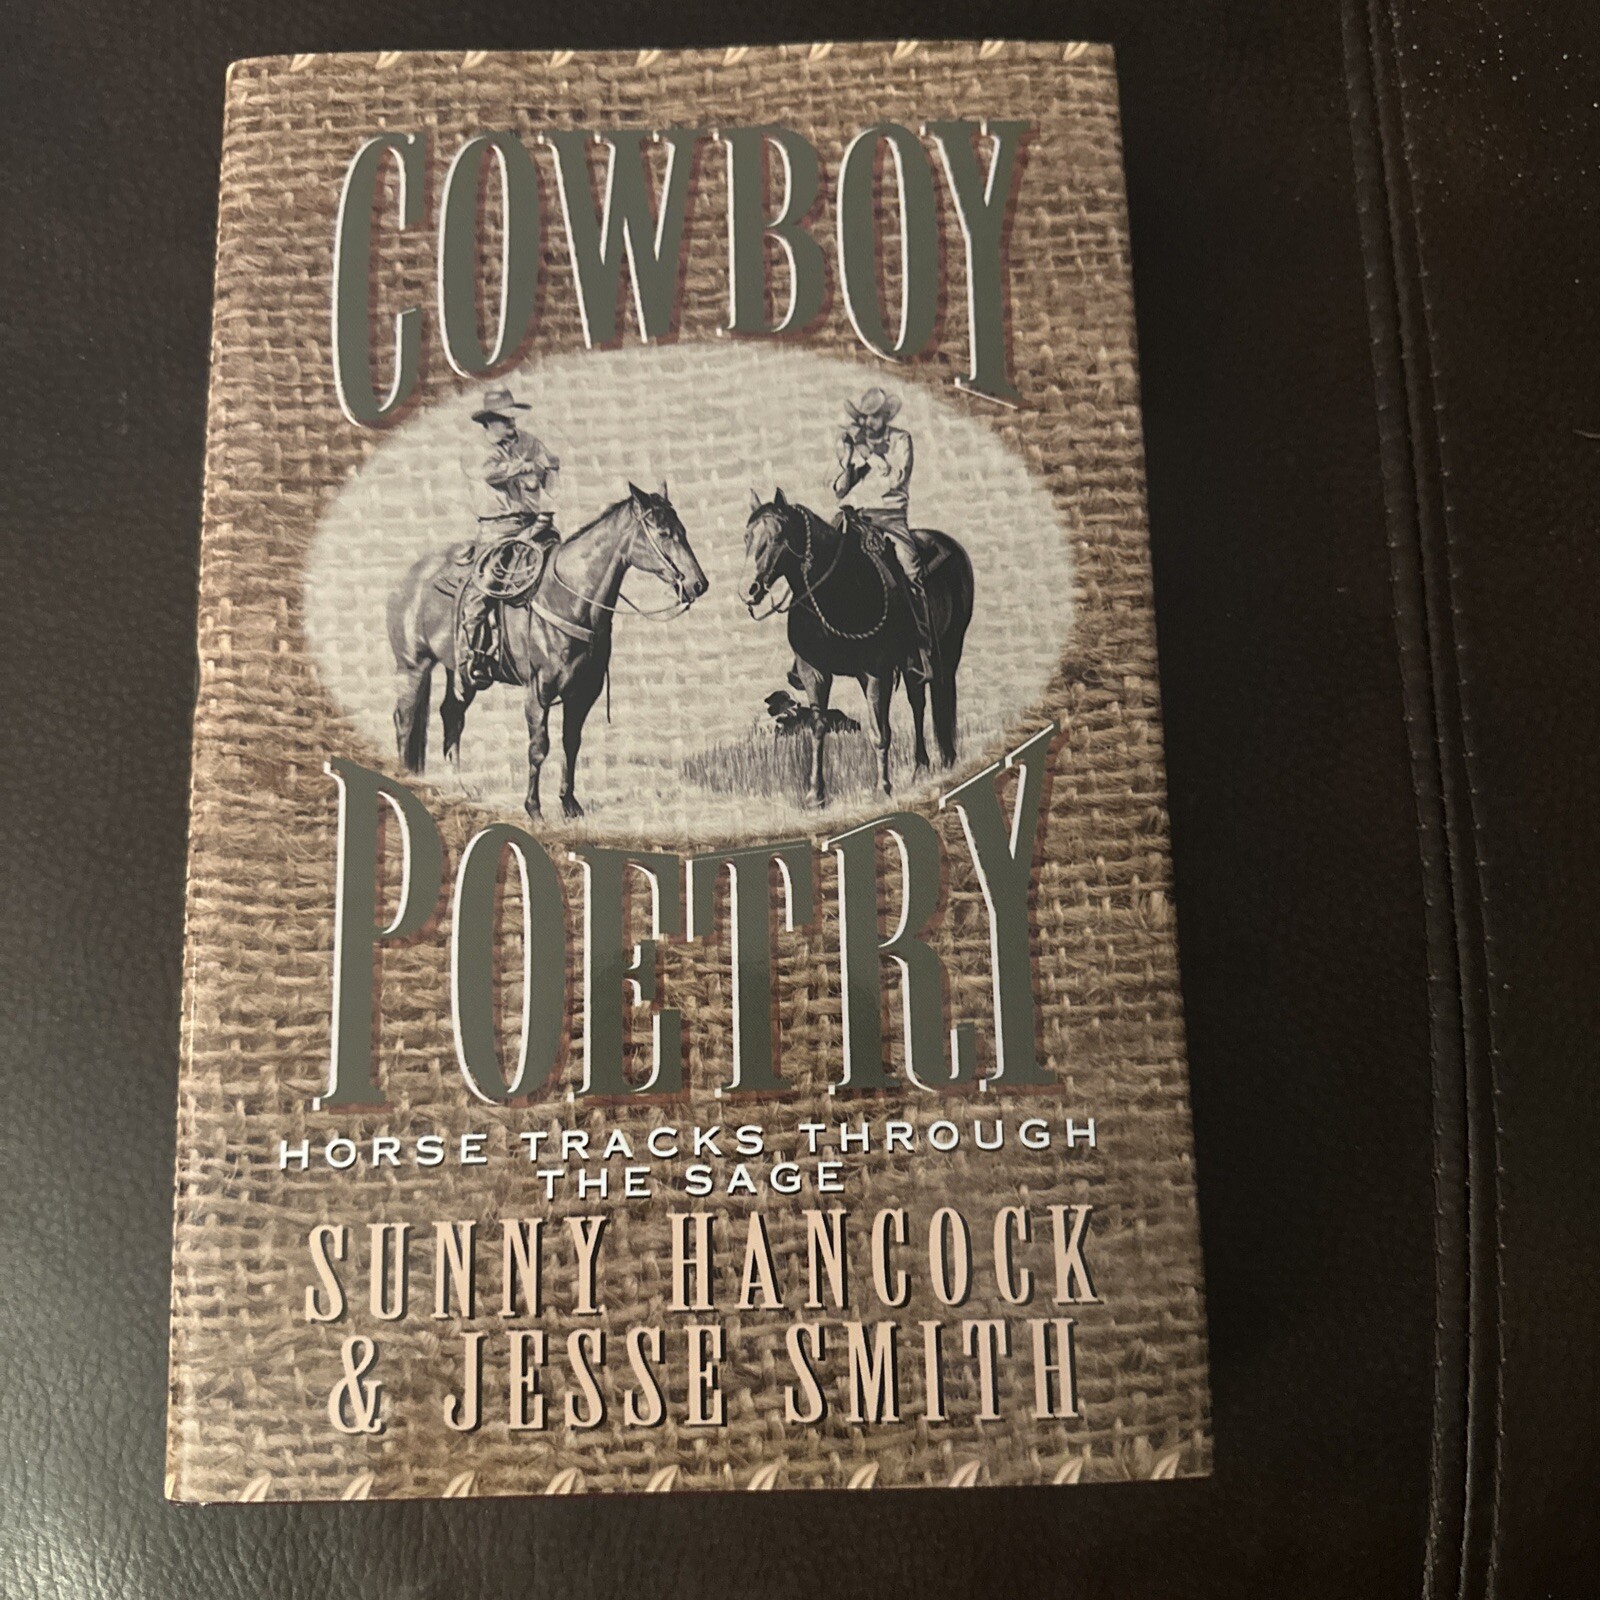 COWBOY
POETRY
HORSE TRACKS THROUGH
THE SAGE
SUNNY HANCOCK
& JESSE SMITH